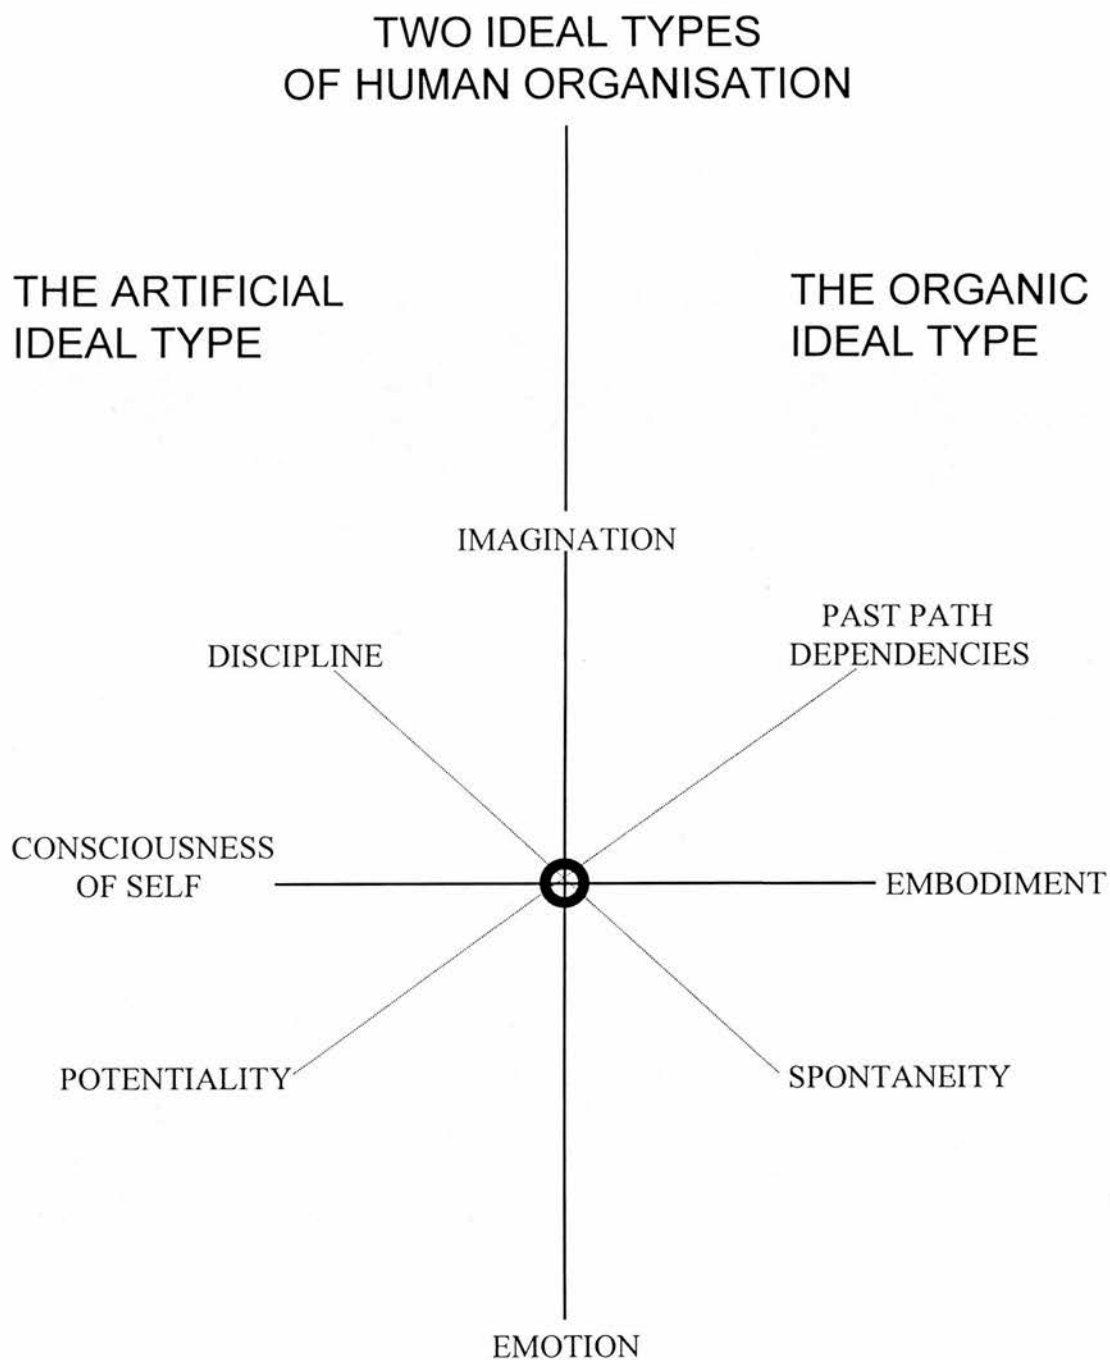 TWO IDEAL TYPES
OF HUMAN ORGANISATION
THE ARTIFICIAL
IDEAL TYPE
THE ORGANIC
IDEAL TYPE
IMAGINATION
DISCIPLINE
PAST PATH
DEPENDENCIES
CONSCIOUSNESS
OF SELF
EMBODIMENT
POTENTIALITY
SPONTANEITY
EMOTION